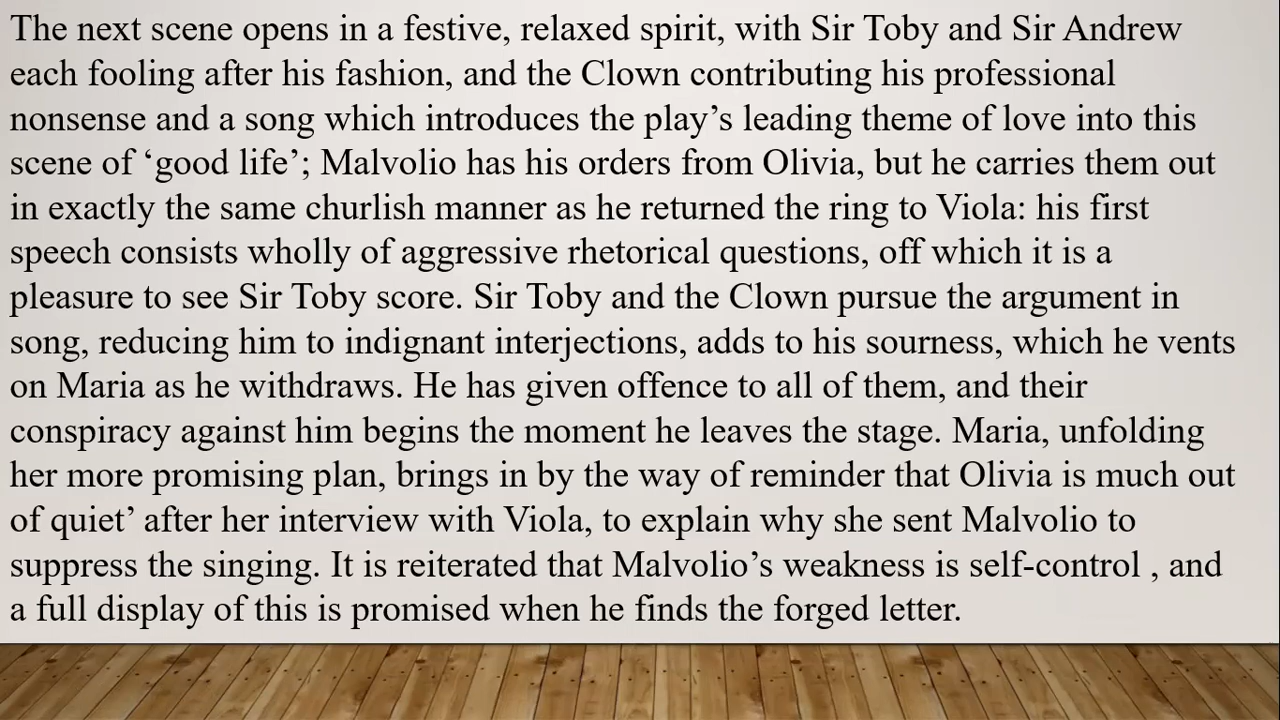 The next scene opens in a festive, relaxed spirit, with Sir Toby and Sir Andrew
each fooling after his fashion, and the Clown contributing his professional
nonsense and a song which introduces the play’s leading theme of love into this
scene of ‘good life’; Malvolio has his orders from Olivia, but he carries them out
in exactly the same churlish manner as he returned the ring to Viola: his first
speech consists wholly of aggressive rhetorical questions, off which it is a
pleasure to see Sir Toby score. Sir Toby and the Clown pursue the argument in
song, reducing him to indignant interjections, adds to his sourness, which he vents
on Maria as he withdraws. He has given offence to all of them, and their
conspiracy against him begins the moment he leaves the stage. Maria, unfolding
her more promising plan, brings in by the way of reminder that Olivia is much out
of quiet’ after her interview with Viola, to explain why she sent Malvolio to
suppress the singing. It is reiterated that Malvolio’s weakness is self-control , and
a full display of this is promised when he finds the forged letter.